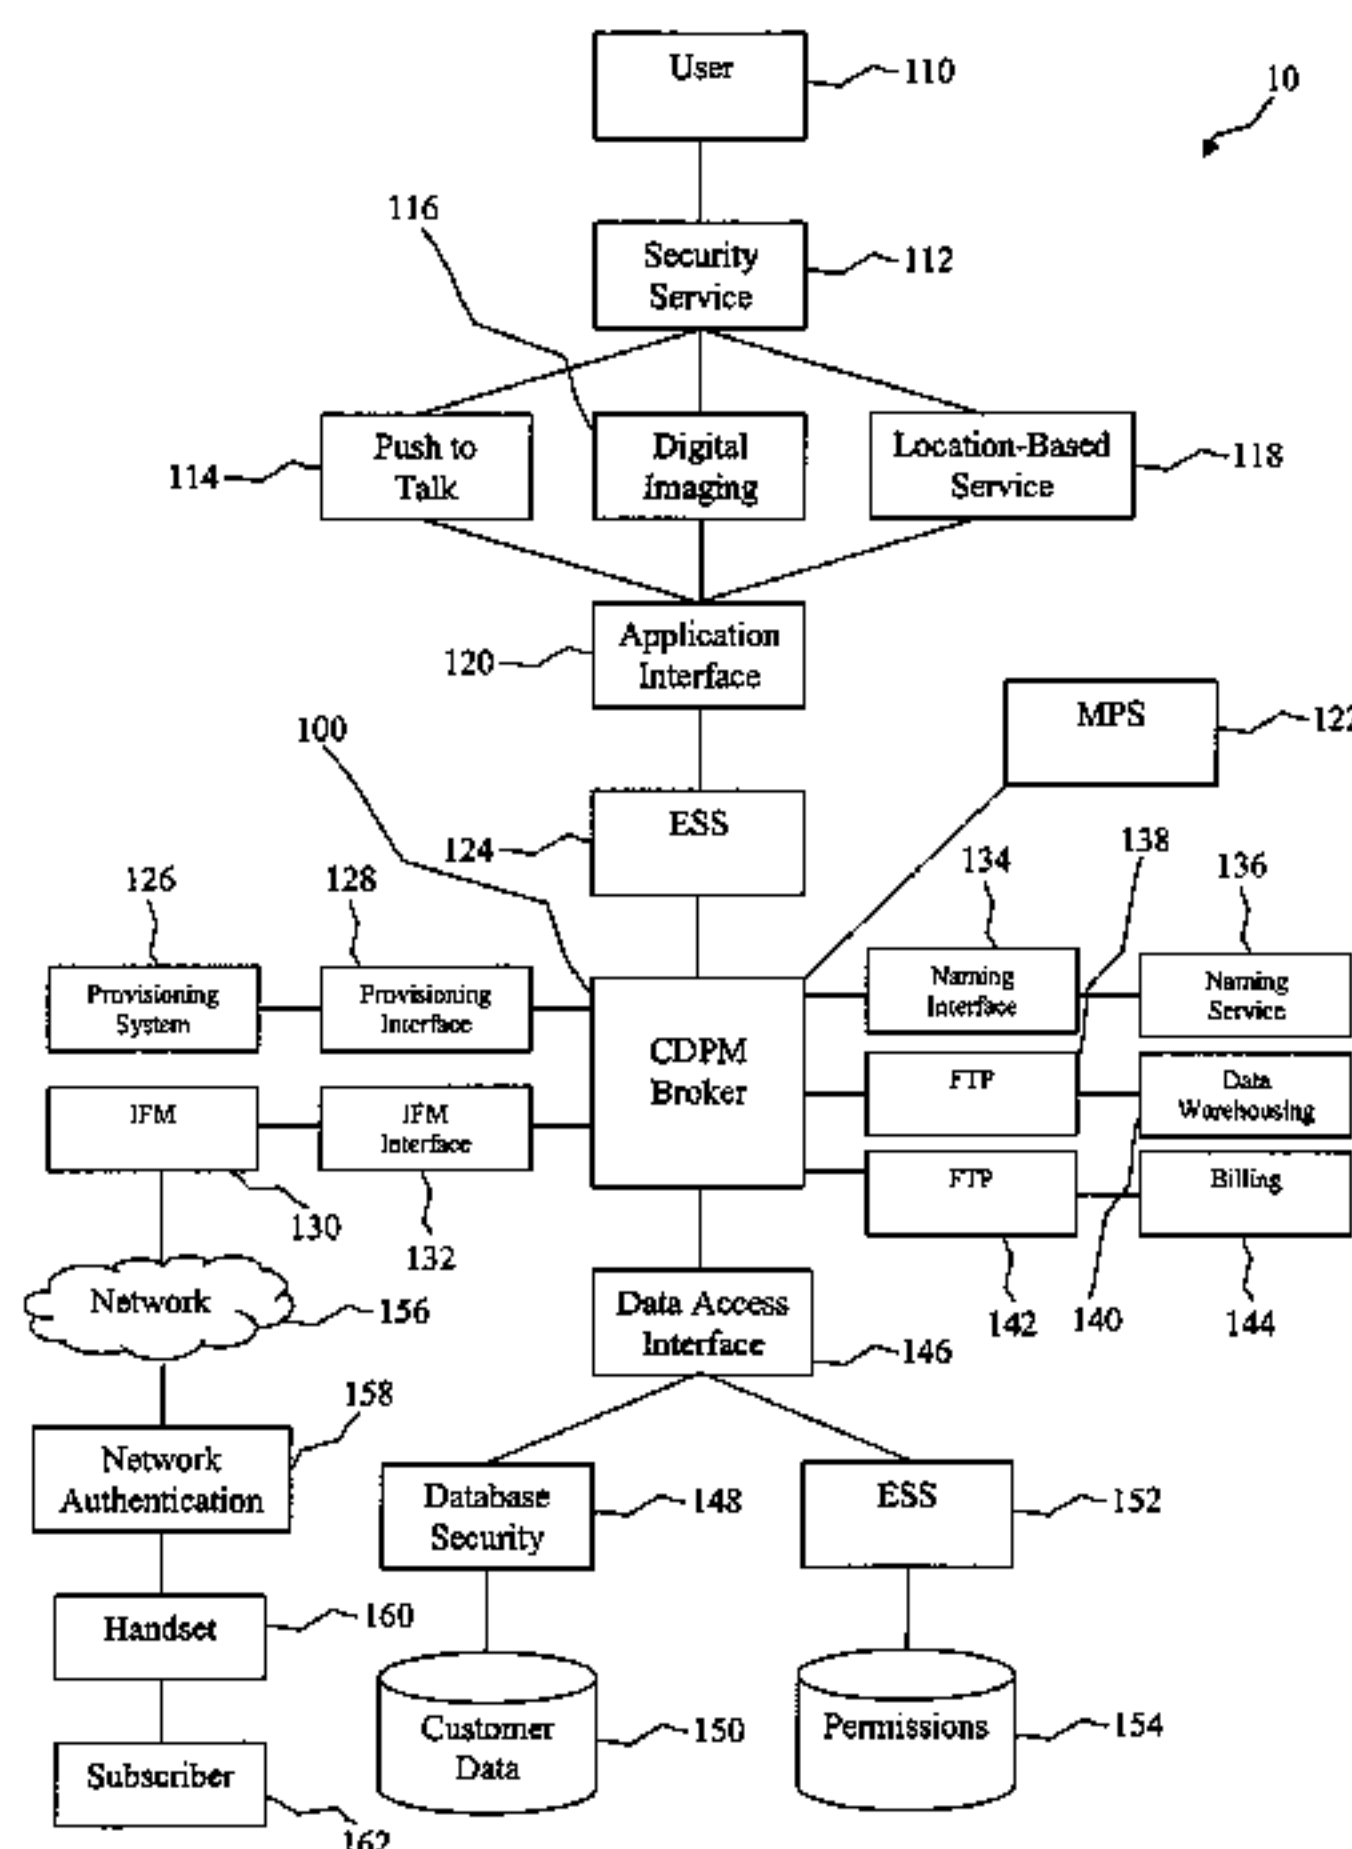 User
110
10
116
Security
Service
112
Push to
Talk
114
Digital
Imaging
Location-Based
Service
118
Application
Interface
120
MPS
122
100
ESS
124
138
134
136
126
128
Provisioning
System
Provisioning
Interface
Naming
Interface
Naming
Service
CDPM
Broker
FTP
Data
Warehousing
IFM
IFM
Interface
FTP
Billing
130
132
142
140
144
Network
156
Data Access
Interface
146
158
Network
Authentication
Database
Security
148
ESS
152
Handset
160
Customer
Data
150
Permissions
154
Subscriber
162